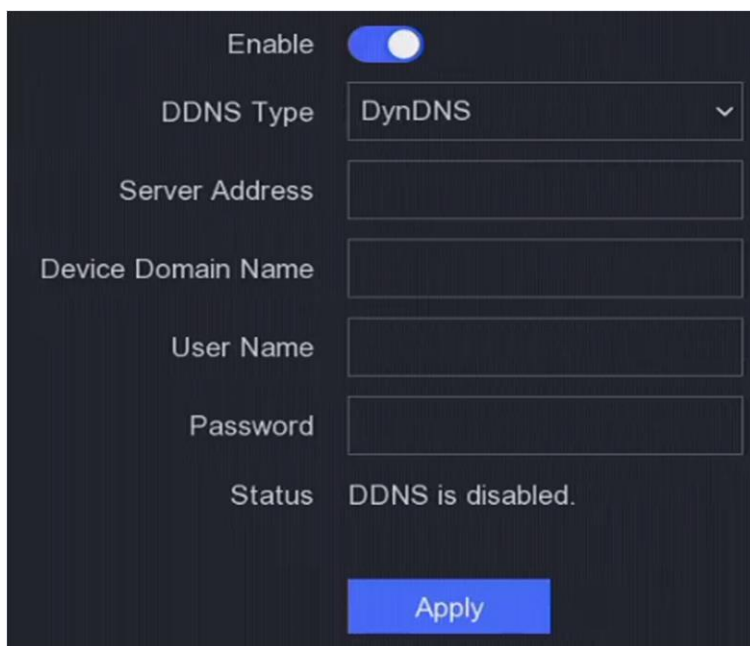 Enable
DDNS Type DynDNS
Server Address
Device Domain Name
User Name
Password
Status DDNS is disabled.
Apply